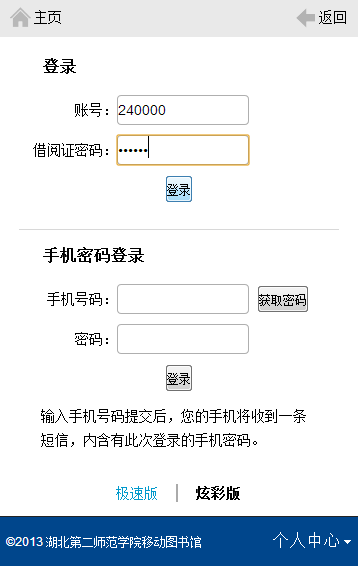 主页 返回
登录
账号：240000
借阅证密码：••••••
登录
手机密码登录
手机号码： 获取密码
密码：
登录
输入手机号码提交后，您的手机将收到一条
短信，内含有此次登录的手机密码。
极速版 | 炫彩版
©2013 湖北第二师范学院移动图书馆 个人中心